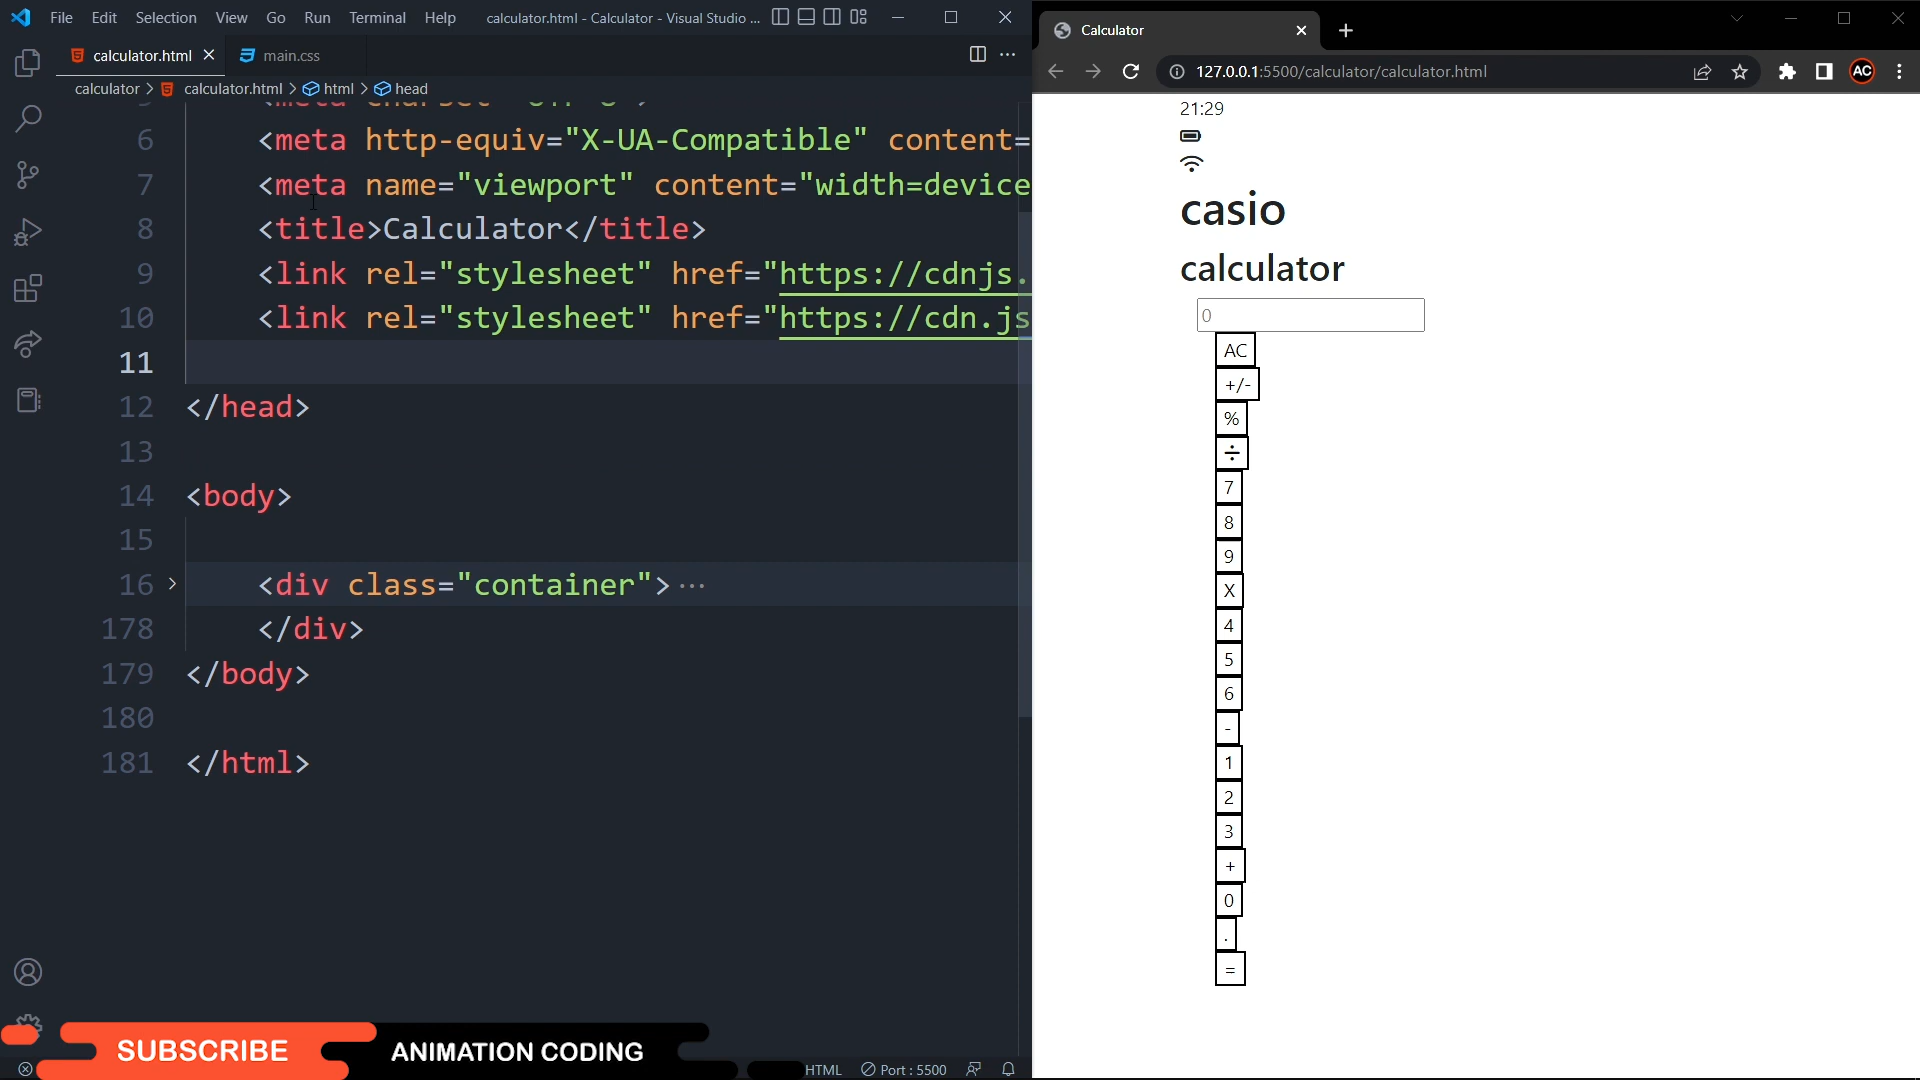 File Edit Selection View Go Run Terminal Help calculator.html - Calculator - Visual Studio ...
calculator.html main.css
calculator > calculator.html > html > head
6 <meta http-equiv="X-UA-Compatible" content=
7 <meta name="viewport" content="width=device
8 <title>Calculator</title>
9 <link rel="stylesheet" href="https://cdnjs.
10 <link rel="stylesheet" href="https://cdn.js
11
12 </head>
13
14 <body>
15
16 <div class="container">···
178 </div>
179 </body>
180
181 </html>
SUBSCRIBE ANIMATION CODING
HTML Port : 5500
Calculator
127.0.0.1:5500/calculator/calculator.html AC
21:29
casio
calculator
0
AC
+/-
%
÷
7
8
9
X
4
5
6
-
1
2
3
+
0
.
=